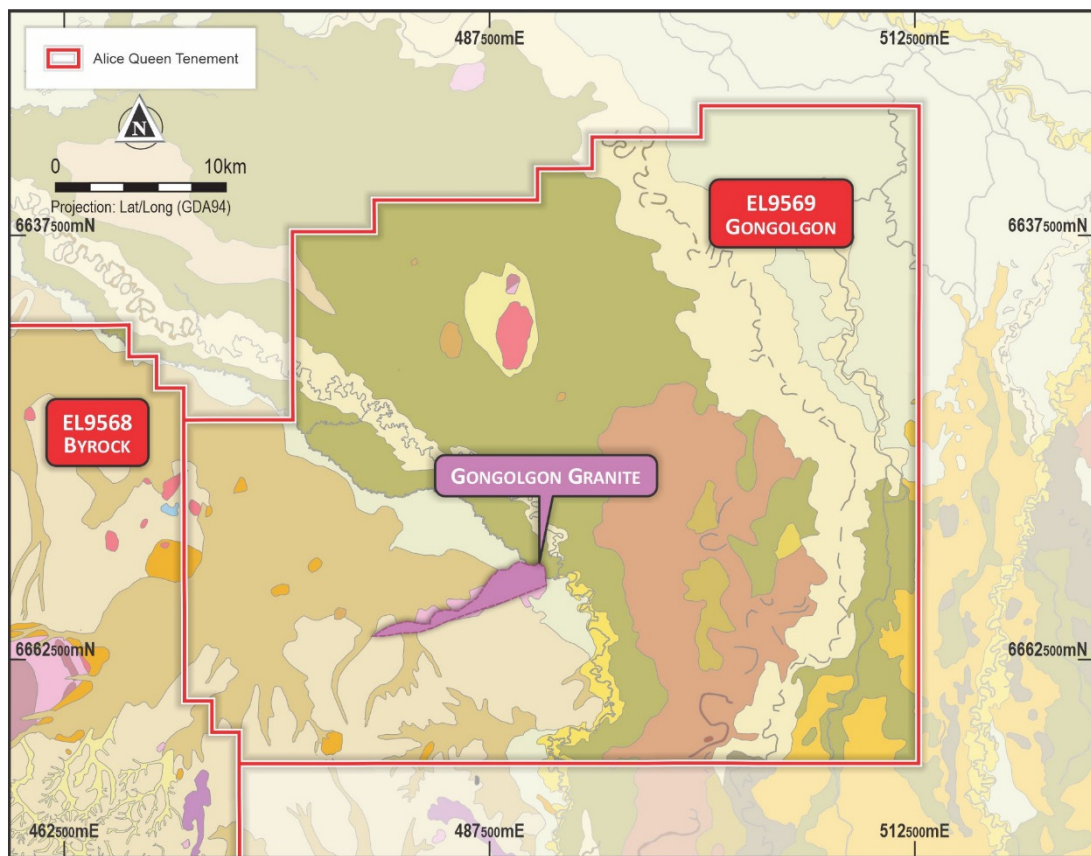 487500mE
512500mE
Alice Queen Tenement
N
0 10km
Projection: Lat/Long (GDA94)
6637500mN
6637500mN
EL9569
GONGOLGON
EL9568
BYROCK
GONGOLGON GRANITE
6662500mN
6662500mN
462500mE
487500mE
512500mE